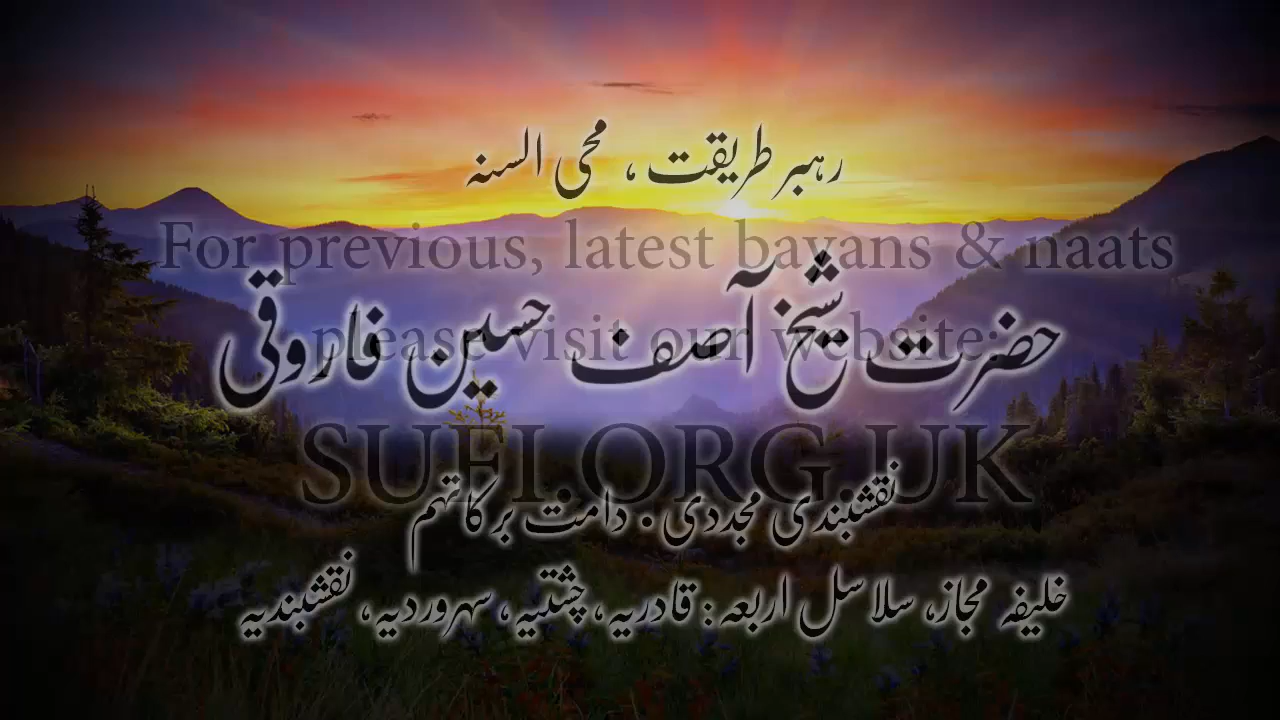 رہبر طریقت، محی السنہ
For previous, latest bayans & naats
حضرت شیخ آصف حسین فاروقی
please visit our website:
SUFI.ORG.UK
نقشبندی مجددی . دامت برکاتہم
خلیفہ مجاز، سلاسل اربعہ: قادریہ، چشتیہ، سہروردیہ، نقشبندیہ